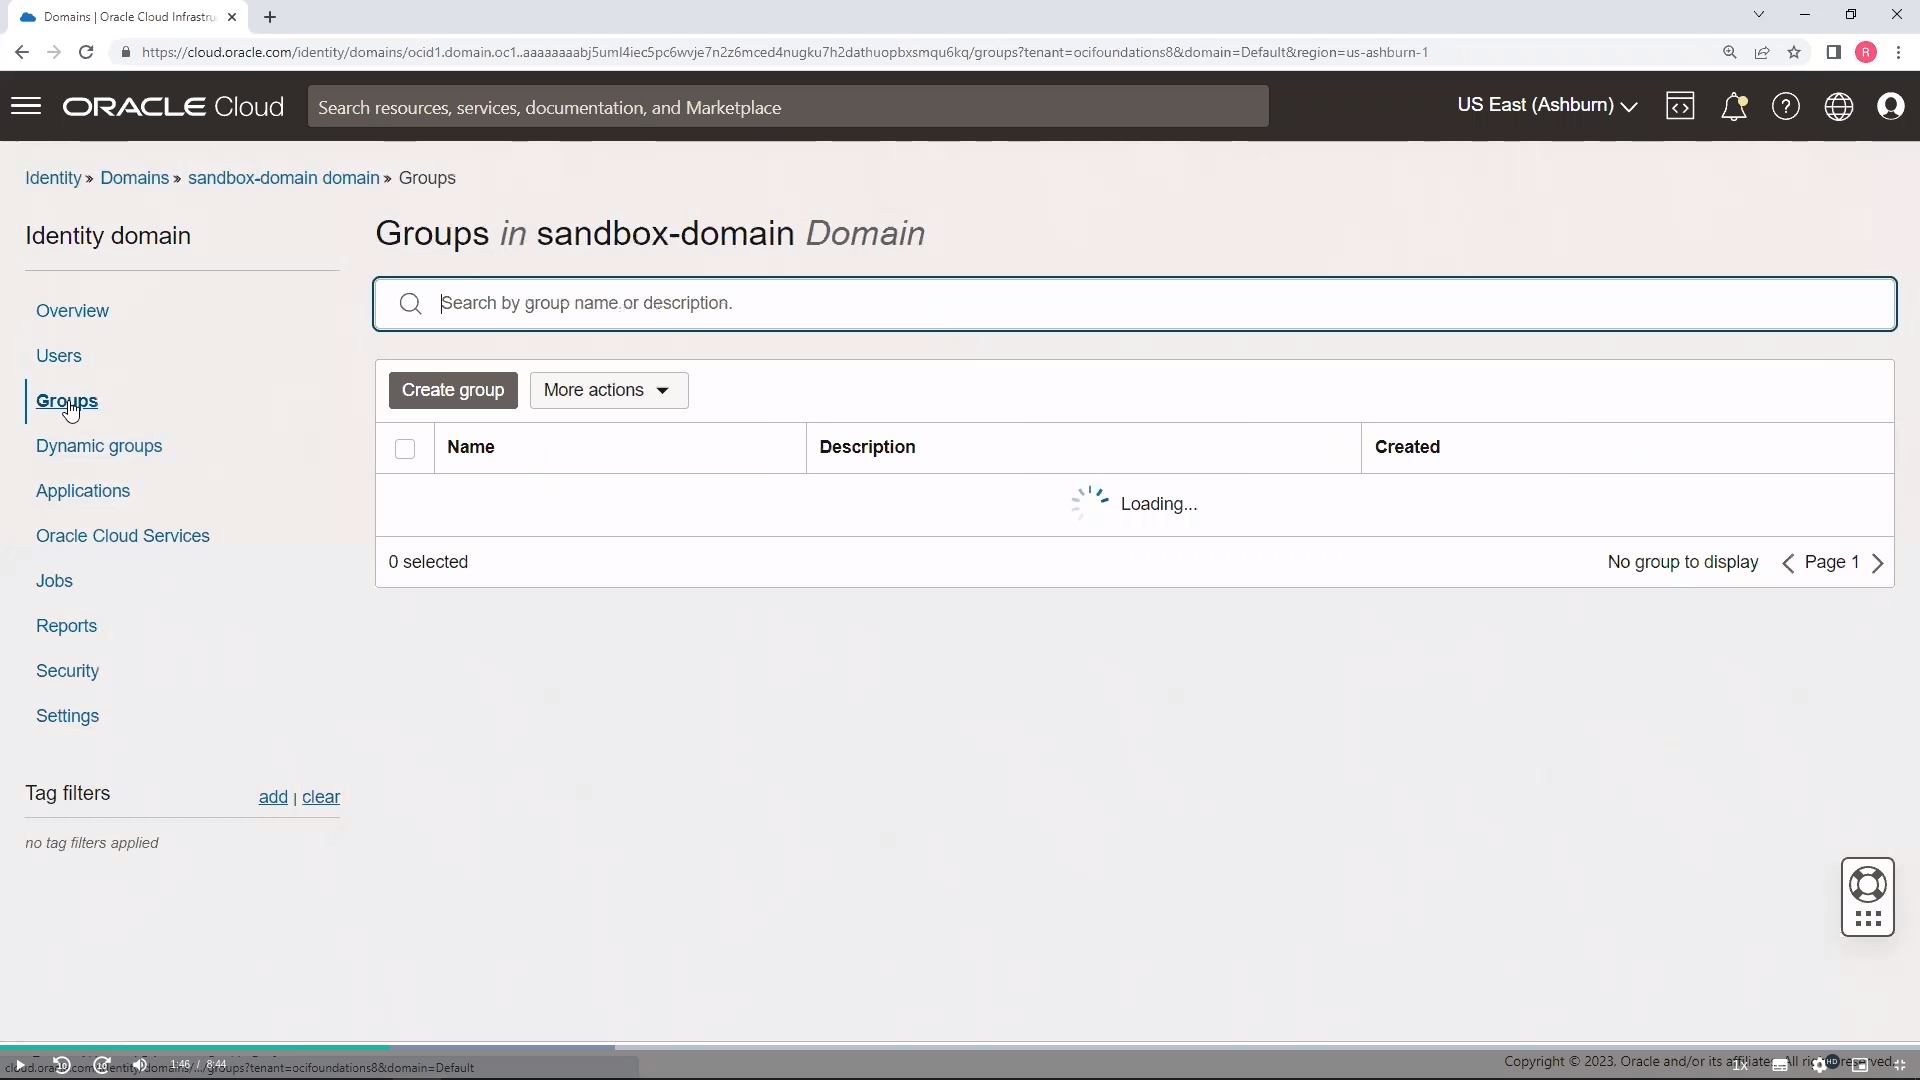 Domains | Oracle Cloud Infrastru
https://cloud.oracle.com/identity/domains/ocid1.domain.oc1..aaaaaaaabj5uml4iec5pc6wvje7n2z6mced4nugku7h2dathuopbxsmqu6kq/groups?tenant=ocifoundations8&domain=Default&region=us-ashburn-1
R
ORACLE Cloud
Search resources, services, documentation, and Marketplace
US East (Ashburn)
Identity » Domains » sandbox-domain domain » Groups
Identity domain
Overview
Users
Groups
Dynamic groups
Applications
Oracle Cloud Services
Jobs
Reports
Security
Settings
Tag filters
add | clear
no tag filters applied
Groups in sandbox-domain Domain
Search by group name or description.
Create group
More actions
Name
Description
Created
Loading...
0 selected
No group to display
Page 1
10
10
1:46 / 8:44
groups?tenant=ocifoundations8&domain=Default
Copyright © 2023, Oracle and/or its affiliates. All rights reserved.
1x
HD